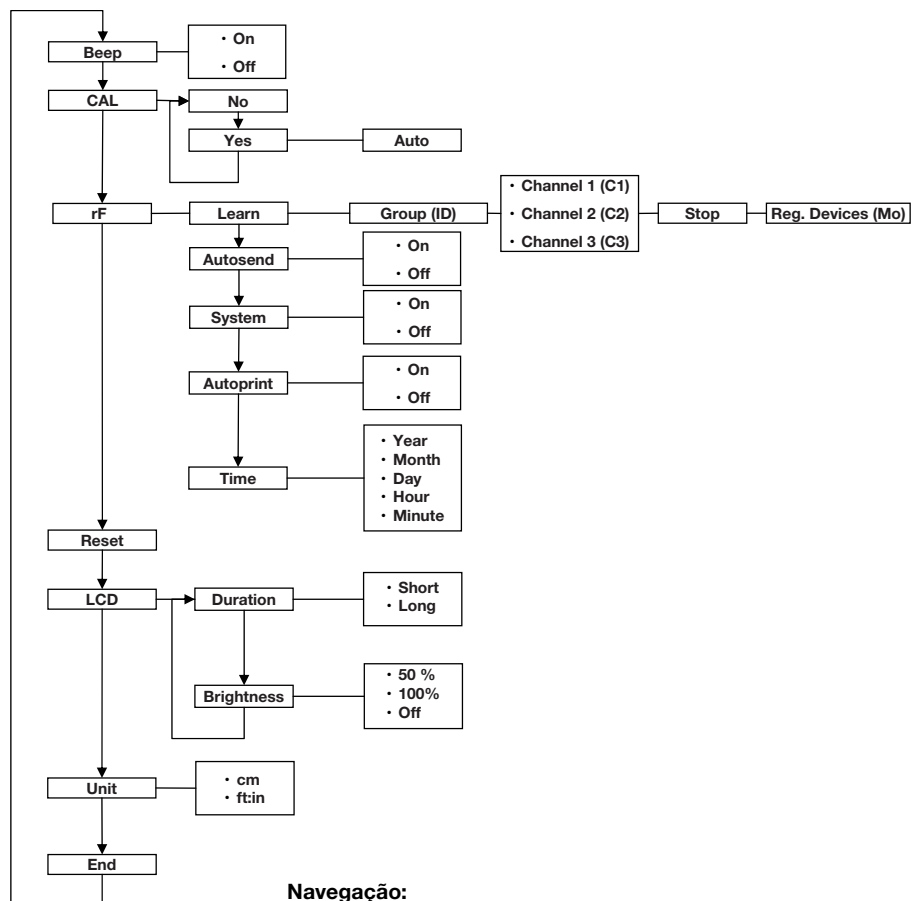 Beep
• On
• Off
CAL
No
Yes
Auto
rF
Learn
Group (ID)
• Channel 1 (C1)
• Channel 2 (C2)
• Channel 3 (C3)
Stop
Reg. Devices (Mo)
Autosend
• On
• Off
System
• On
• Off
Autoprint
• On
• Off
Time
• Year
• Month
• Day
• Hour
• Minute
Reset
LCD
Duration
• Short
• Long
Brightness
• 50 %
• 100%
• Off
Unit
• cm
• ft:in
End
Navegação: